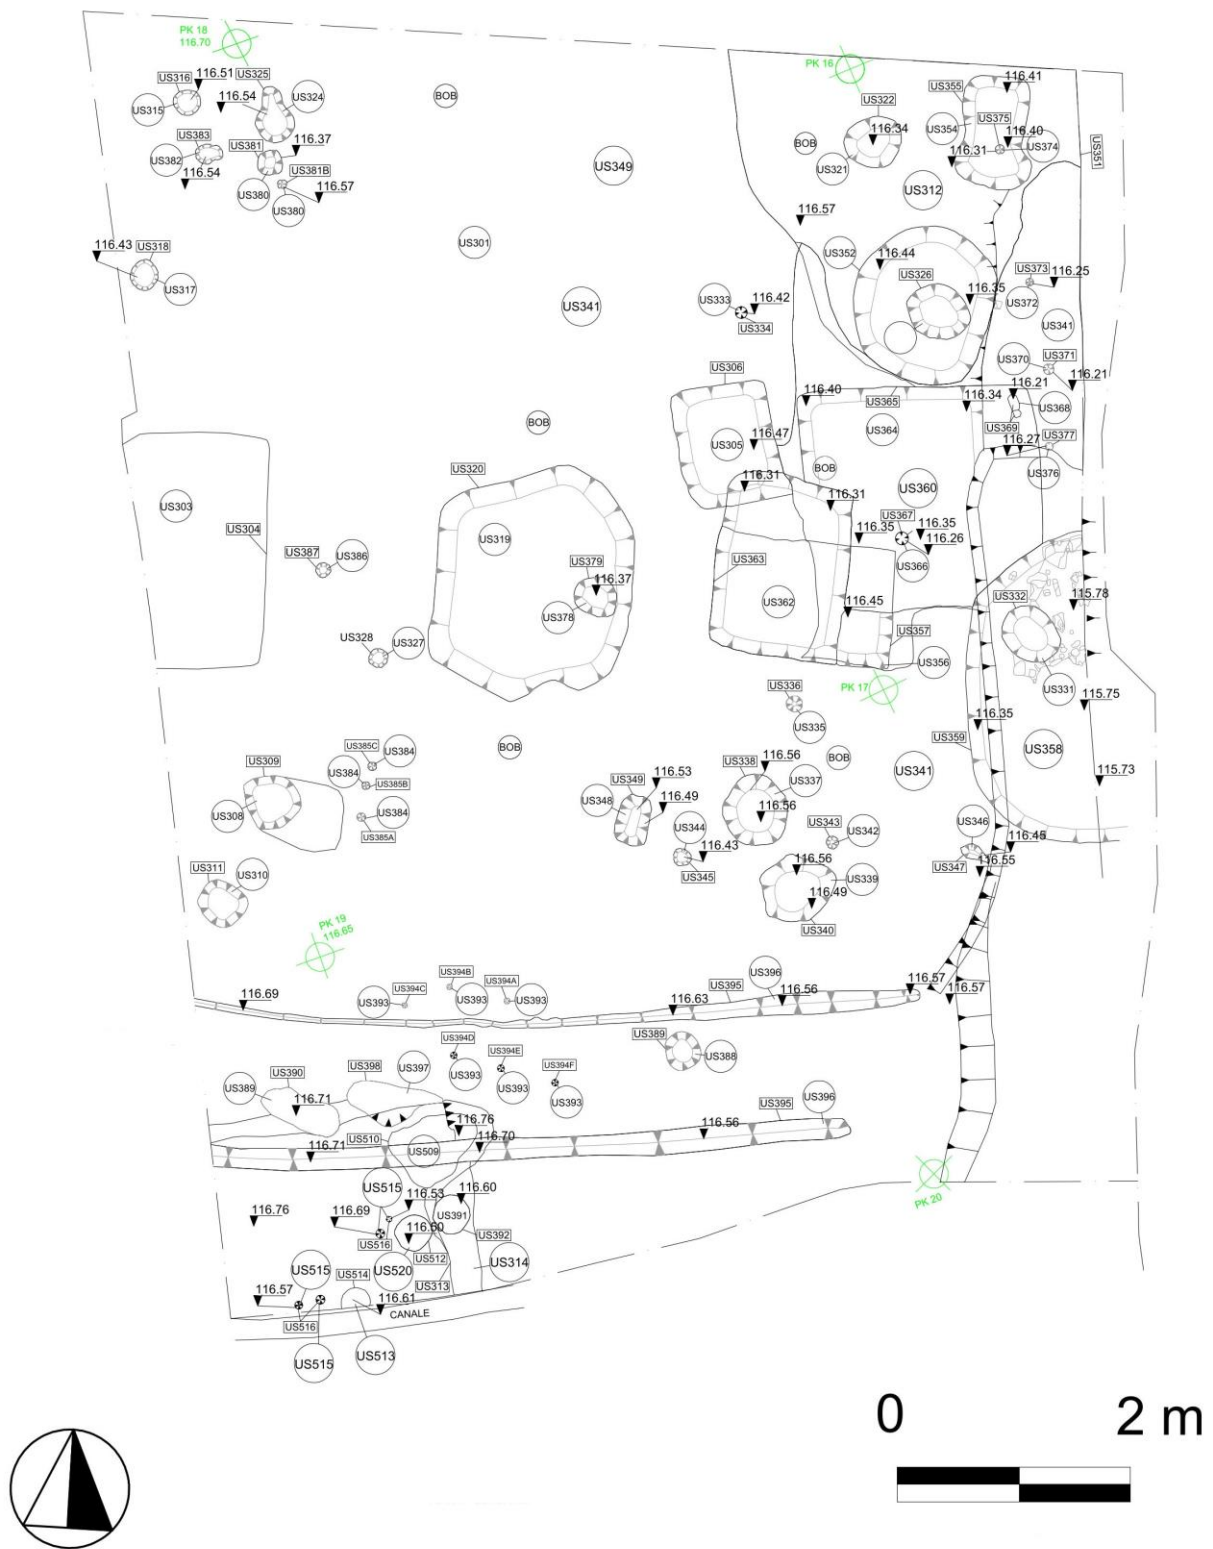 PK 18
116.70
PK 16
US316
116.51
US325
US315
116.54
US324
BOB
US383
US381
116.37
US382
116.54
US381B
US380
US380
116.57
US349
US322
116.34
BOB
US321
US355
116.41
US375
116.40
US354
116.31
US374
US351
US312
116.57
116.43
US318
US317
US301
US341
US352
116.44
US326
116.35
US333
116.42
US334
US373
116.25
US372
US341
US370
US371
116.21
US306
116.40
US365
116.34
116.21
US368
US369
US305
116.47
US364
116.27
US377
US376
BOB
BOB
US303
US304
US320
US319
116.31
116.31
US360
US367
116.35
116.35
116.26
US366
US387
US386
US379
116.37
US378
US363
US362
116.45
US357
US356
US332
115.78
US331
US328
US327
PK 17
US336
US335
115.75
116.35
US359
US358
115.73
US385C
US384
US384
US385B
US384
US385A
BOB
BOB
US341
US309
US308
US311
US310
US338
116.56
US337
116.56
US349
116.53
116.49
US348
US344
116.43
US345
US343
US342
116.56
US339
116.49
US340
US346
116.45
US347
116.55
PK 19
116.65
US394B
US394C
US393
US393
US394A
US393
116.69
US396
US395
116.56
116.63
116.57
116.57
US394D
US393
US394E
US393
US394F
US393
US389
US388
US390
US389
116.71
US398
US397
116.76
US510
US509
116.70
116.71
US395
US396
116.56
PK 20
US515
116.53
116.60
116.76
116.69
US391
US516
116.60
US392
US512
US520
US313
US314
US515
US514
116.57
116.61
CANALE
US516
US515
US513
0 2 m